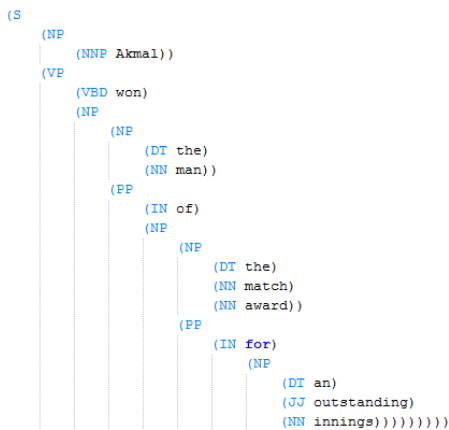 (S
(NP
(NNP Akmal))
(VP
(VBD won)
(NP
(NP
(DT the)
(NN man))
(PP
(IN of)
(NP
(NP
(DT the)
(NN match)
(NN award))
(PP
(IN for)
(NP
(DT an)
(JJ outstanding)
(NN innings)))))))))